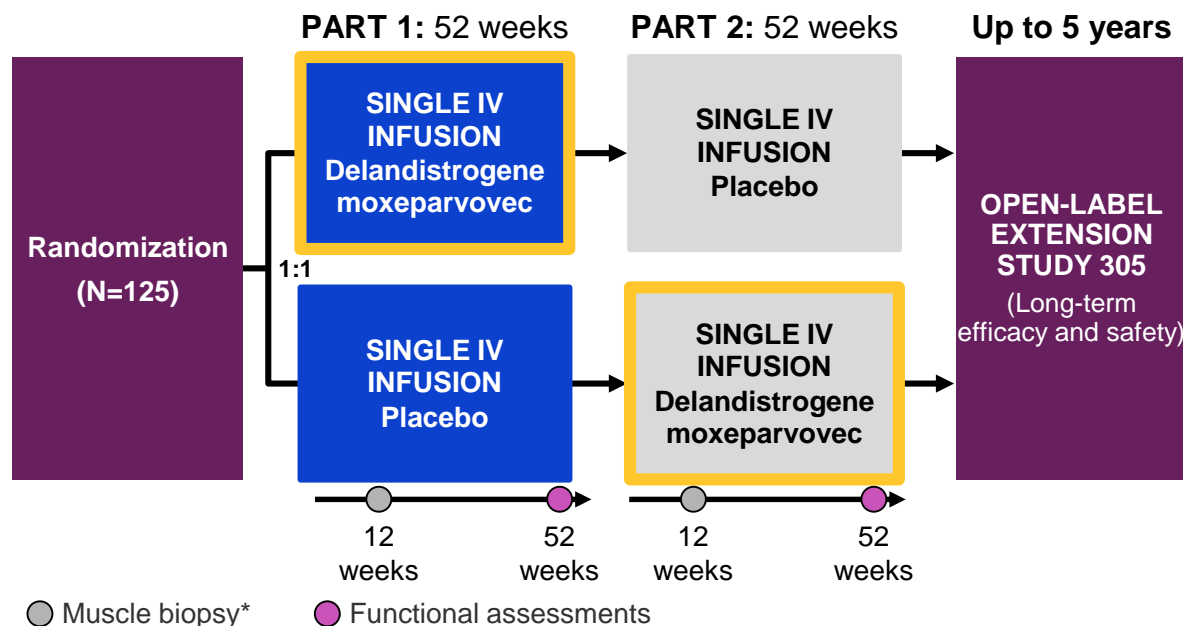 PART 1: 52 weeks
PART 2: 52 weeks
Up to 5 years
Randomization
(N=125)
1:1
SINGLE IV
INFUSION
Delandistrogene
moxeparvovec
SINGLE IV
INFUSION
Placebo
SINGLE IV
INFUSION
Placebo
SINGLE IV
INFUSION
Delandistrogene
moxeparvovec
OPEN-LABEL
EXTENSION
STUDY 305
(Long-term
efficacy and safety)
12
weeks
52
weeks
12
weeks
52
weeks
Muscle biopsy*
Functional assessments